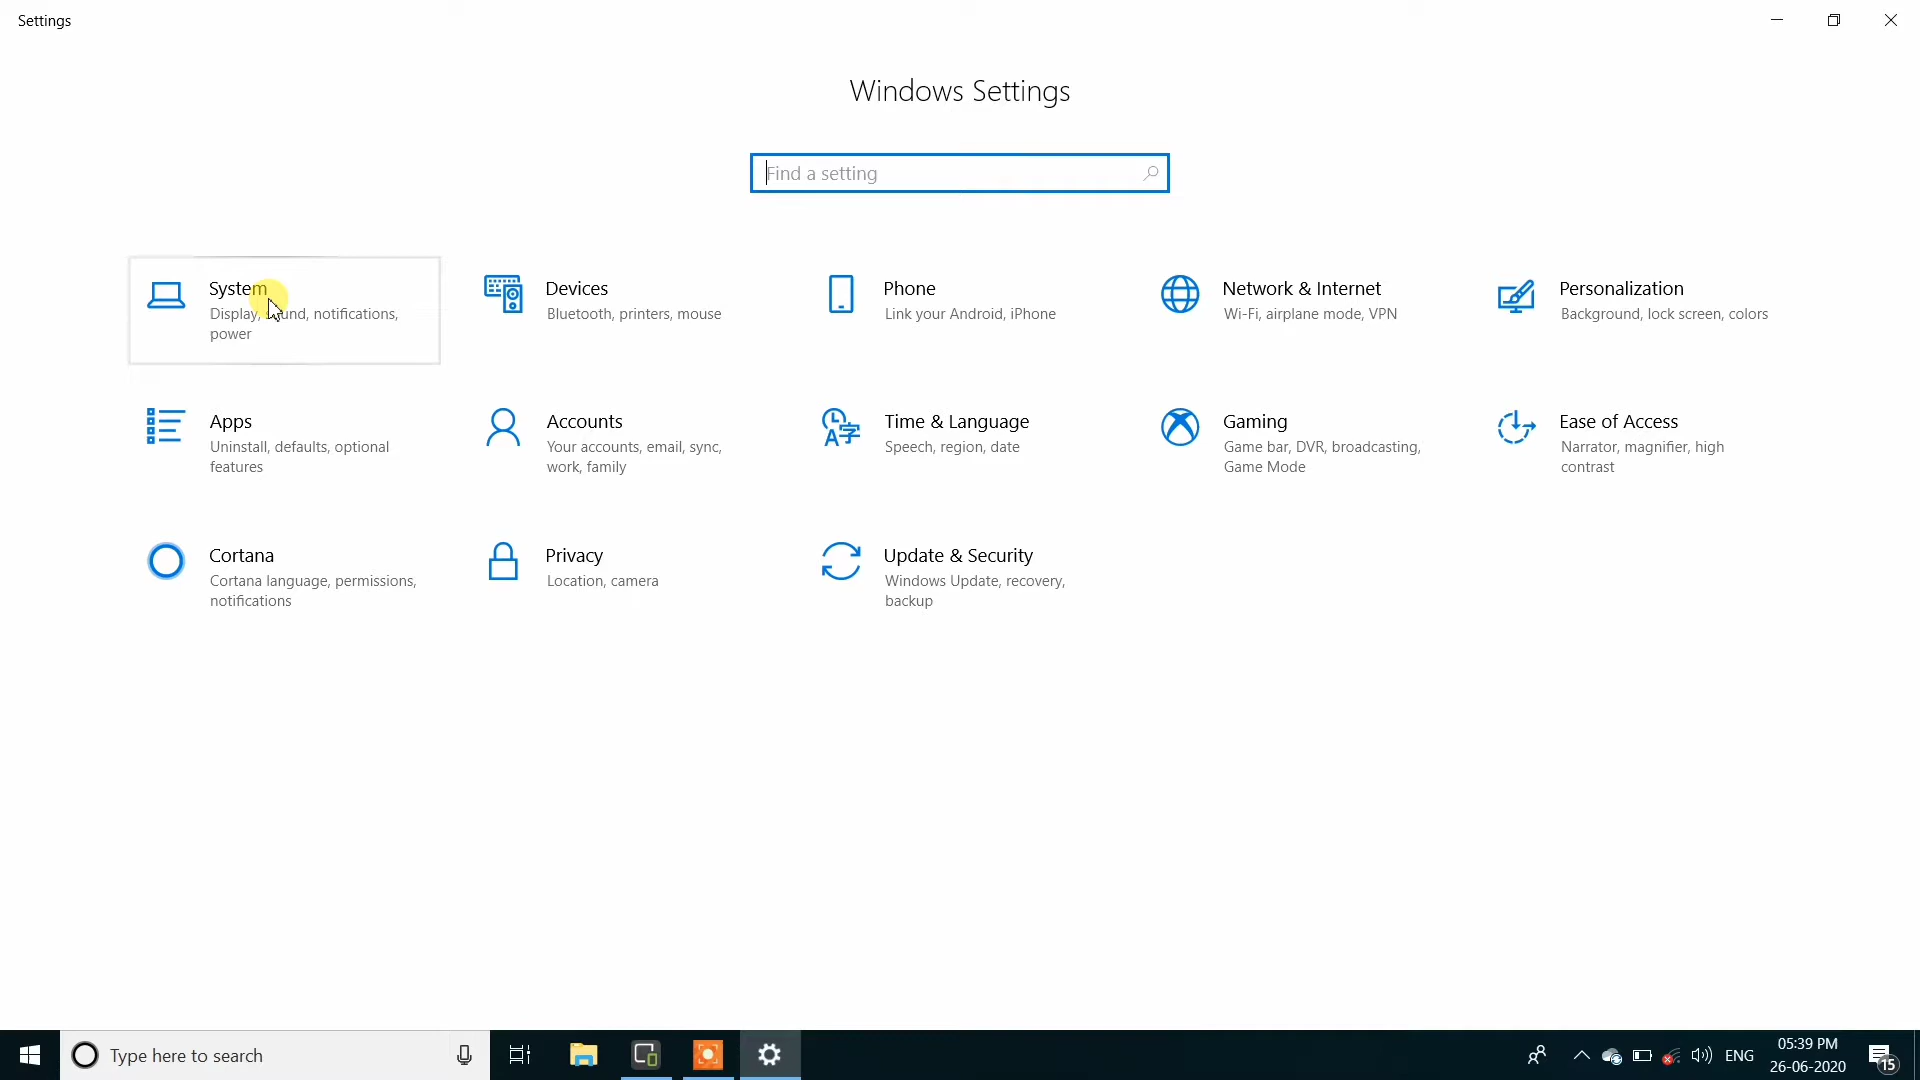 Settings
Windows Settings
Find a setting
System
Display, sound, notifications,
power
Devices
Bluetooth, printers, mouse
Phone
Link your Android, iPhone
Network & Internet
Wi-Fi, airplane mode, VPN
Personalization
Background, lock screen, colors
Apps
Uninstall, defaults, optional
features
Accounts
Your accounts, email, sync,
work, family
Time & Language
Speech, region, date
Gaming
Game bar, DVR, broadcasting,
Game Mode
Ease of Access
Narrator, magnifier, high
contrast
Cortana
Cortana language, permissions,
notifications
Privacy
Location, camera
Update & Security
Windows Update, recovery,
backup
Type here to search
ENG
05:39 PM
26-06-2020
15